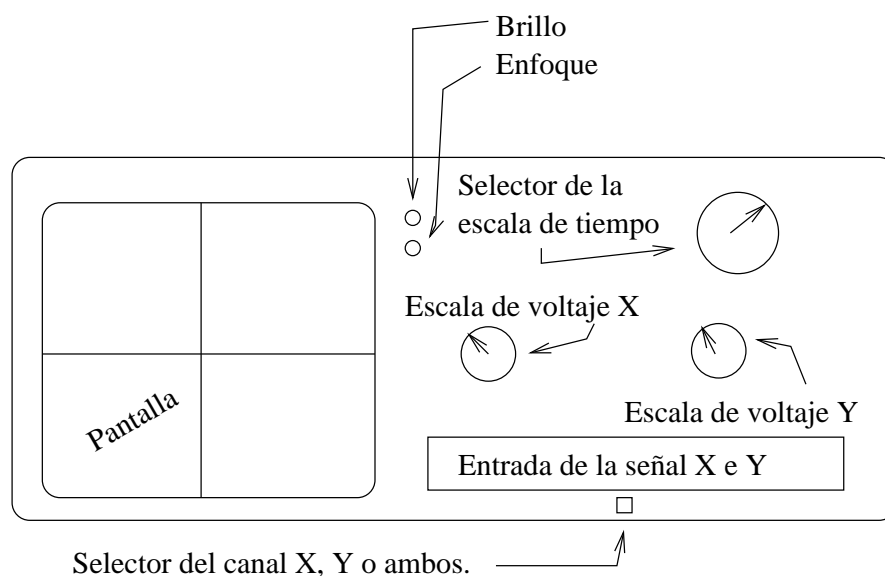 Brillo
Enfoque
Selector de la
escala de tiempo
Escala de voltaje X
Pantalla
Escala de voltaje Y
Entrada de la señal X e Y
Selector del canal X, Y o ambos.